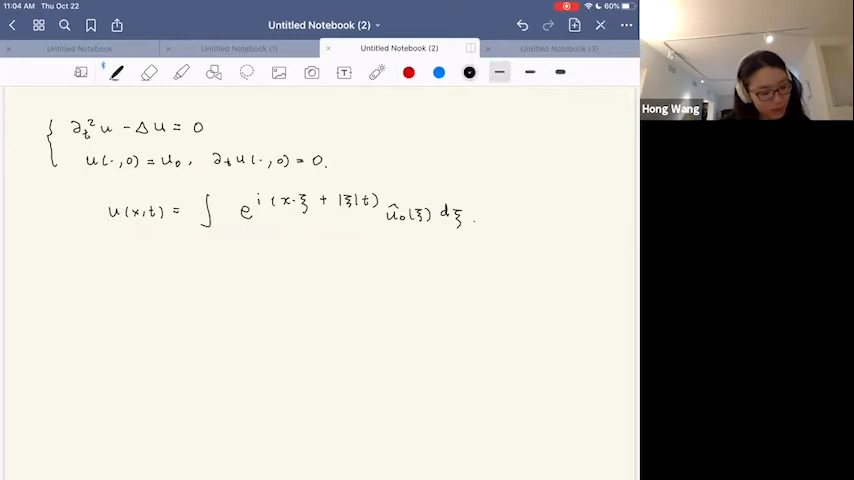 11:04 AM Thu Oct 22
60%
Untitled Notebook (2)
Untitled Notebook
Untitled Notebook (1)
Untitled Notebook (2)
Untitled Notebook (3)
Hong Wang
∂ₜ²u − Δu = 0
u(·,0) = u₀, ∂ₜu(·,0) = 0.
u(x,t) = ∫ e^{i(x·ξ + |ξ|t)} û₀(ξ) dξ.